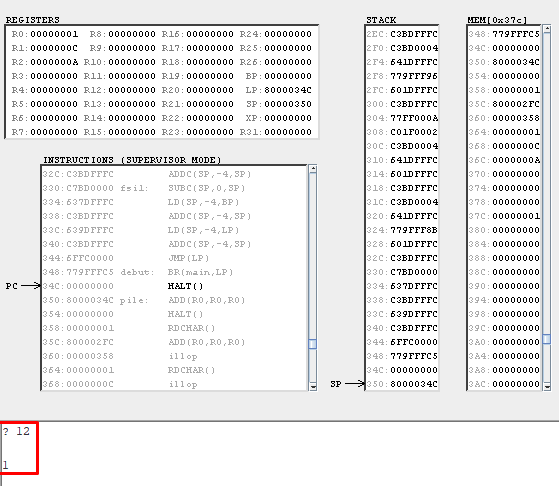 REGISTERS
R0:00000001 R8:00000000 R16:00000000 R24:00000000
R1:0000000C R9:00000000 R17:00000000 R25:00000000
R2:0000000A R10:00000000 R18:00000000 R26:00000000
R3:00000000 R11:00000000 R19:00000000 BP:00000000
R4:00000000 R12:00000000 R20:00000000 LP:8000034C
R5:00000000 R13:00000000 R21:00000000 SP:00000350
R6:00000000 R14:00000000 R22:00000000 XP:00000000
R7:00000000 R15:00000000 R23:00000000 R31:00000000
INSTRUCTIONS (SUPERVISOR MODE)
32C:C3BDFFFC ADDC(SP,-4,SP)
330:C7BD0000 fsil: SUBC(SP,0,SP)
334:637DFFFC LD(SP,-4,BP)
338:C3BDFFFC ADDC(SP,-4,SP)
33C:639DFFFC LD(SP,-4,LP)
340:C3BDFFFC ADDC(SP,-4,SP)
344:6FFC0000 JMP(LP)
348:779FFFC5 debut: BR(main,LP)
PC
34C:00000000 HALT()
350:8000034C pile: ADD(R0,R0,R0)
354:00000000 HALT()
358:00000001 RDCHAR()
35C:800002FC ADD(R0,R0,R0)
360:00000358 illop
364:00000001 RDCHAR()
368:0000000C illop
STACK
2EC:C3BDFFFC
2F0:C3BD0004
2F4:641DFFFC
2F8:779FFF96
2FC:601DFFFC
300:C3BDFFFC
304:77FF000A
308:C01F0002
30C:C3BD0004
310:641DFFFC
314:601DFFFC
318:C3BDFFFC
31C:C3BD0004
320:641DFFFC
324:779FFF8B
328:601DFFFC
32C:C3BDFFFC
330:C7BD0000
334:637DFFFC
338:C3BDFFFC
33C:639DFFFC
340:C3BDFFFC
344:6FFC0000
348:779FFFC5
34C:00000000
SP
350:8000034C
MEM[0x37c]
348:779FFFC5
34C:00000000
350:8000034C
354:00000000
358:00000001
35C:800002FC
360:00000358
364:00000001
368:0000000C
36C:0000000A
370:00000000
374:00000000
378:00000000
37C:00000001
380:00000000
384:00000000
388:00000000
38C:00000000
390:00000000
394:00000000
398:00000000
39C:00000000
3A0:00000000
3A4:00000000
3A8:00000000
3AC:00000000
? 12
1